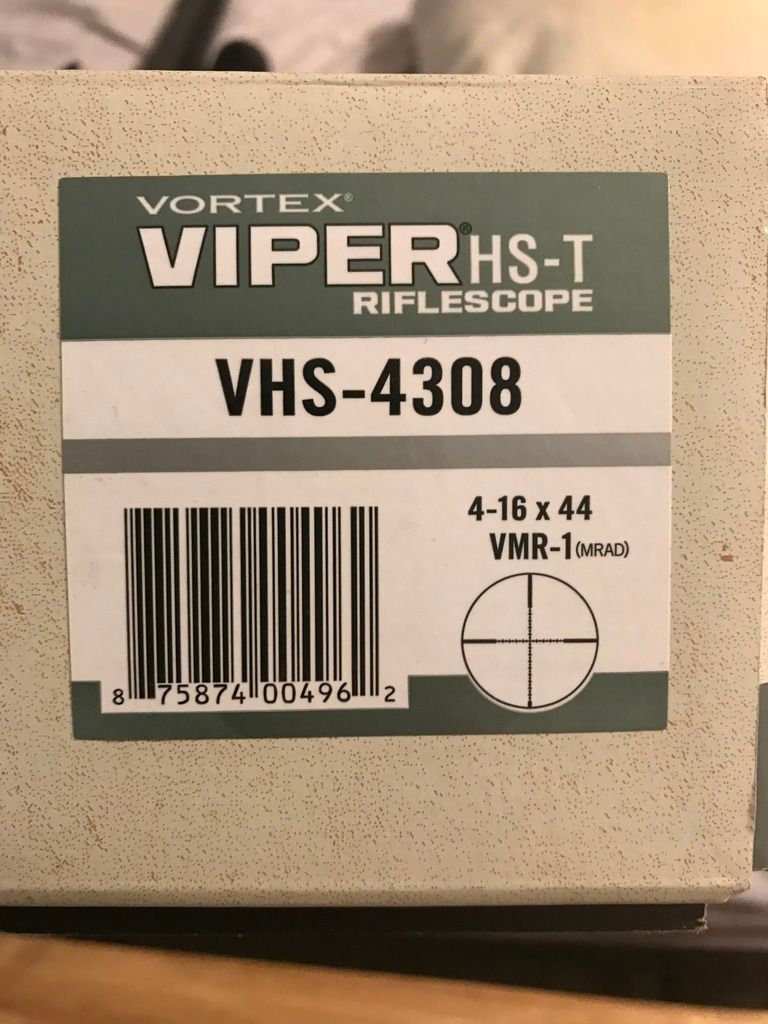 VORTEX®
VIPER® HS-T
RIFLESCOPE
VHS-4308
4-16 x 44
VMR-1 (MRAD)
8 75874 00496 2